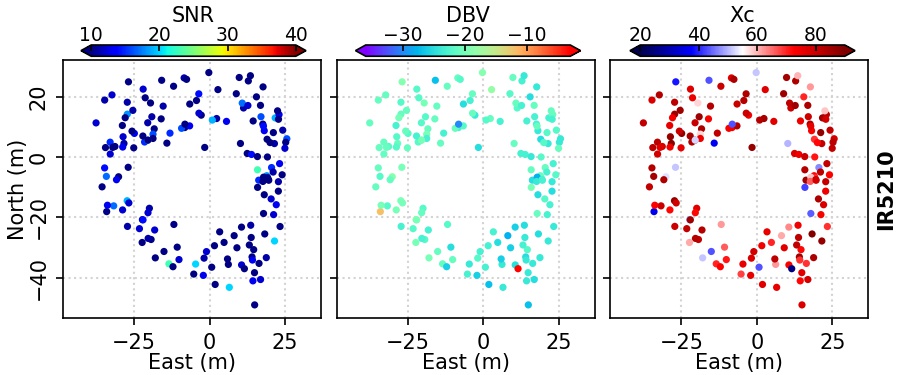 SNR DBV Xc
10 20 30 40 −30 −20 −10 20 40 60 80
20
0
−20
−40
North (m)
IR5210
−25 0 25 −25 0 25 −25 0 25
East (m) East (m) East (m)